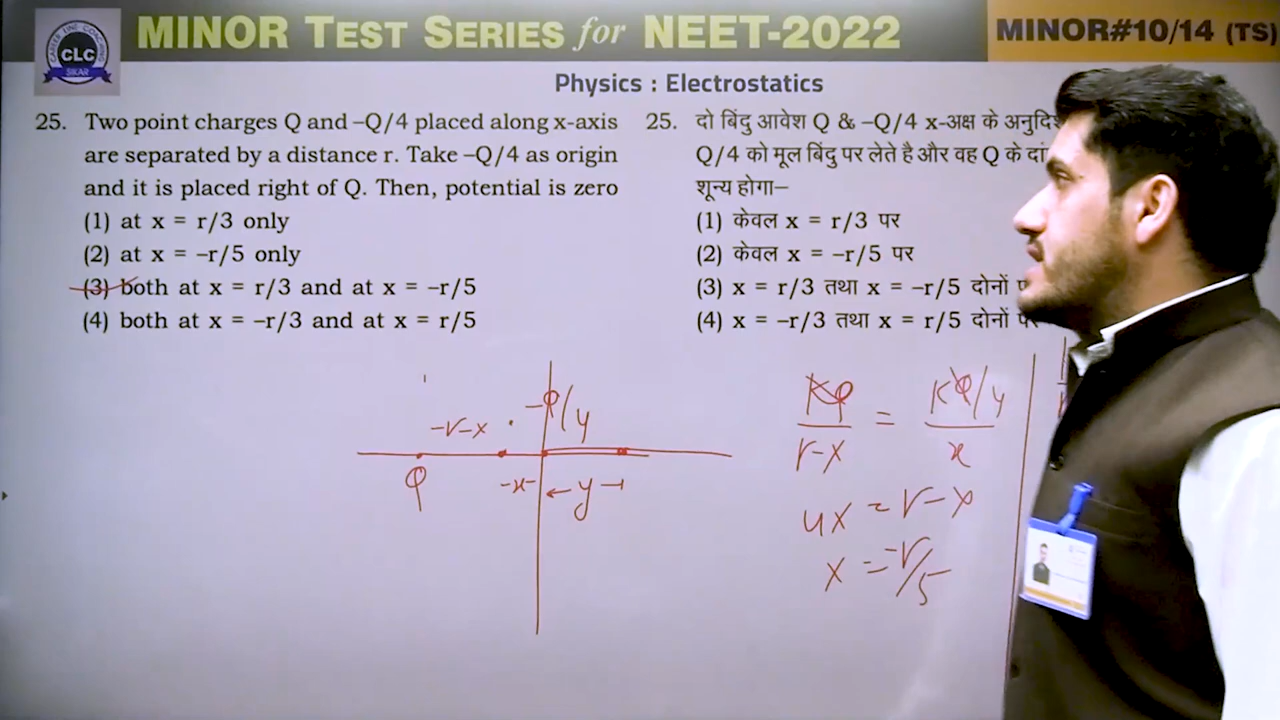 CAREER LINE COACHING
CLC
SIKAR
MINOR TEST SERIES for NEET-2022
MINOR#10/14 (TS)
Physics : Electrostatics
25. Two point charges Q and –Q/4 placed along x-axis
are separated by a distance r. Take –Q/4 as origin
and it is placed right of Q. Then, potential is zero
(1) at x = r/3 only
(2) at x = –r/5 only
(3) both at x = r/3 and at x = –r/5
(4) both at x = –r/3 and at x = r/5
25. दो बिंदु आवेश Q & –Q/4 x-अक्ष के
Q/4 को मूल बिंदु पर लेते है और वह Q के
शून्य होगा–
(1) केवल x = r/3 पर
(2) केवल x = –r/5 पर
(3) x = r/3 तथा x = –r/5 दोनों
(4) x = –r/3 तथा x = r/5 दोनों पर
–Q/4
–r–x
Q
–x–
y
KQ/r–x = KQ/4/x
4x = r–x
x = –r/5